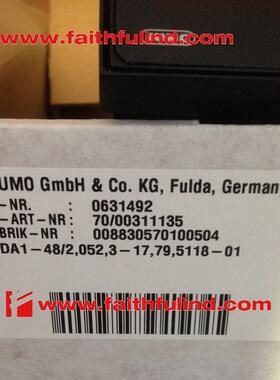 www.faithfulind.com
UMO GmbH & Co. KG, Fulda, German
-NR. : 0631492
-ART-NR : 70/00311135
BRIK-NR : 008830570100504
DA1-48/2,052,3-17,79,5118-01
www.faithfulind.com